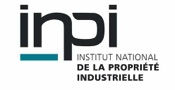 inpi
INSTITUT NATIONAL
DE LA PROPRIÉTÉ
INDUSTRIELLE